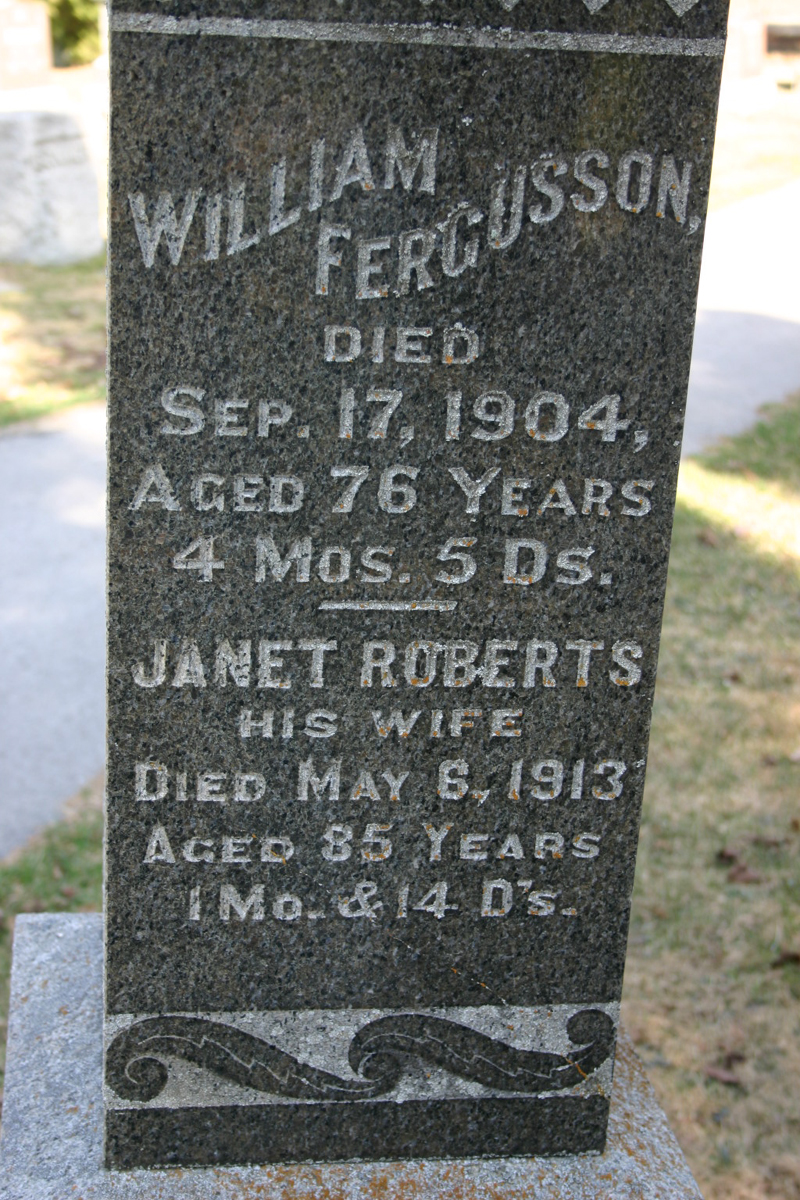 WILLIAM
FERGUSSON,
DIED
SEP. 17, 1904,
AGED 76 YEARS
4 MOS. 5 DS.
JANET ROBERTS
HIS WIFE
DIED MAY 6, 1913
AGED 85 YEARS
1 MO. & 14 D's.